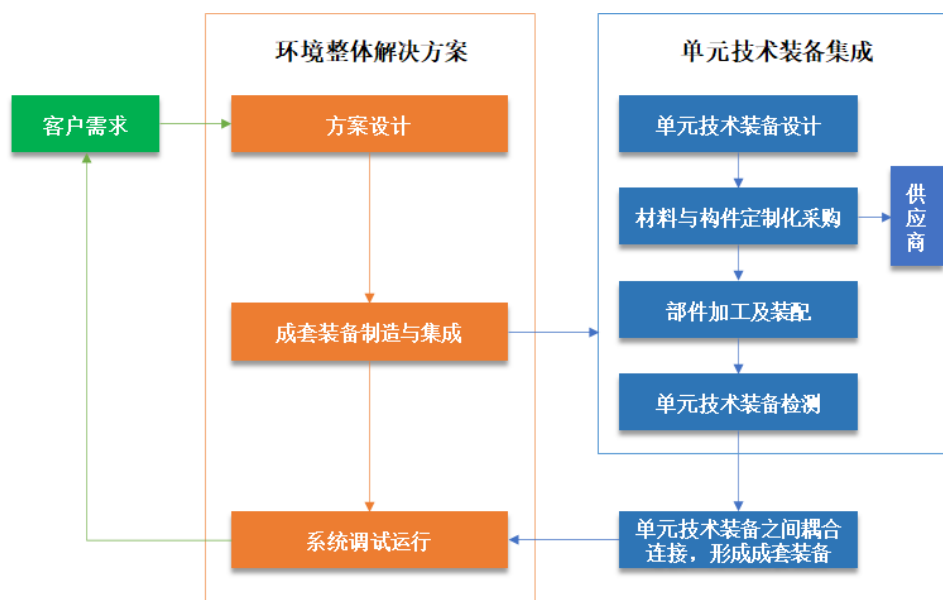 环境整体解决方案
单元技术装备集成
客户需求
方案设计
单元技术装备设计
材料与构件定制化采购
供
应
商
部件加工及装配
成套装备制造与集成
单元技术装备检测
系统调试运行
单元技术装备之间耦合
连接，形成成套装备